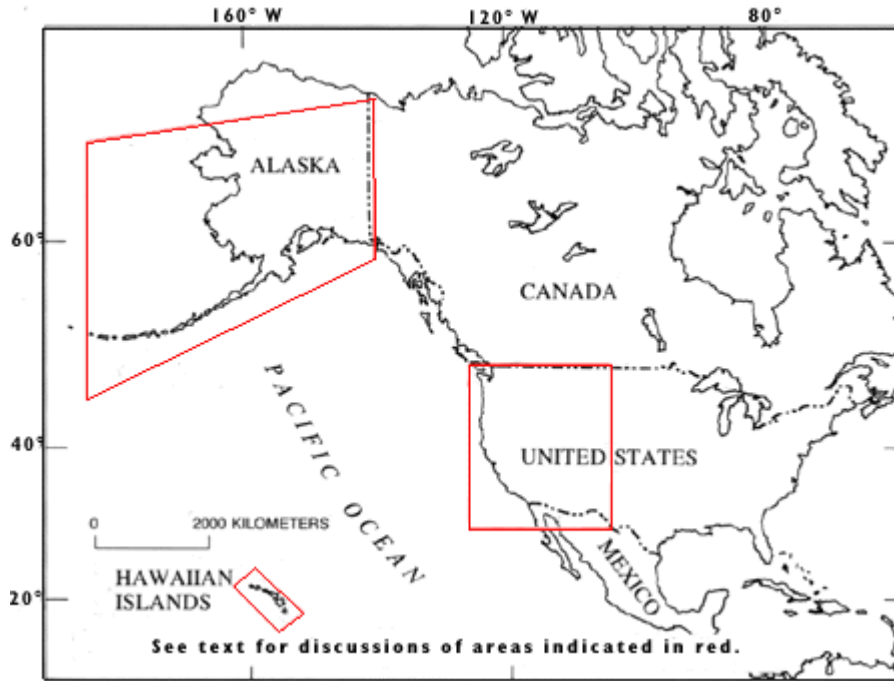 160° W 120° W 80°
ALASKA
60°
CANADA
PACIFIC OCEAN
40°
UNITED STATES
0 2000 KILOMETERS
MEXICO
HAWAIIAN
ISLANDS
20°
See text for discussions of areas indicated in red.